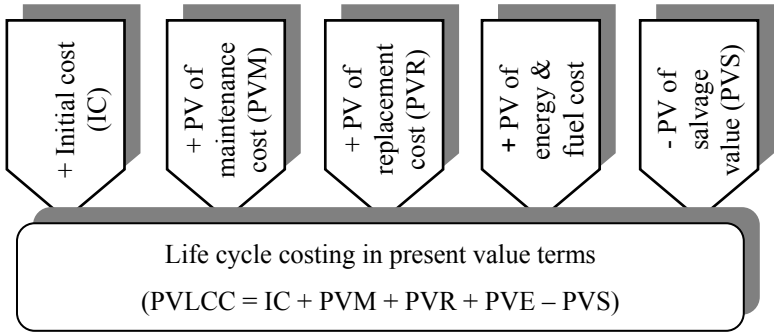 + Initial cost
(IC)
+ PV of
maintenance
cost (PVM)
+ PV of
replacement
cost (PVR)
+ PV of
energy &
fuel cost
- PV of
salvage
value (PVS)
Life cycle costing in present value terms
(PVLCC = IC + PVM + PVR + PVE – PVS)